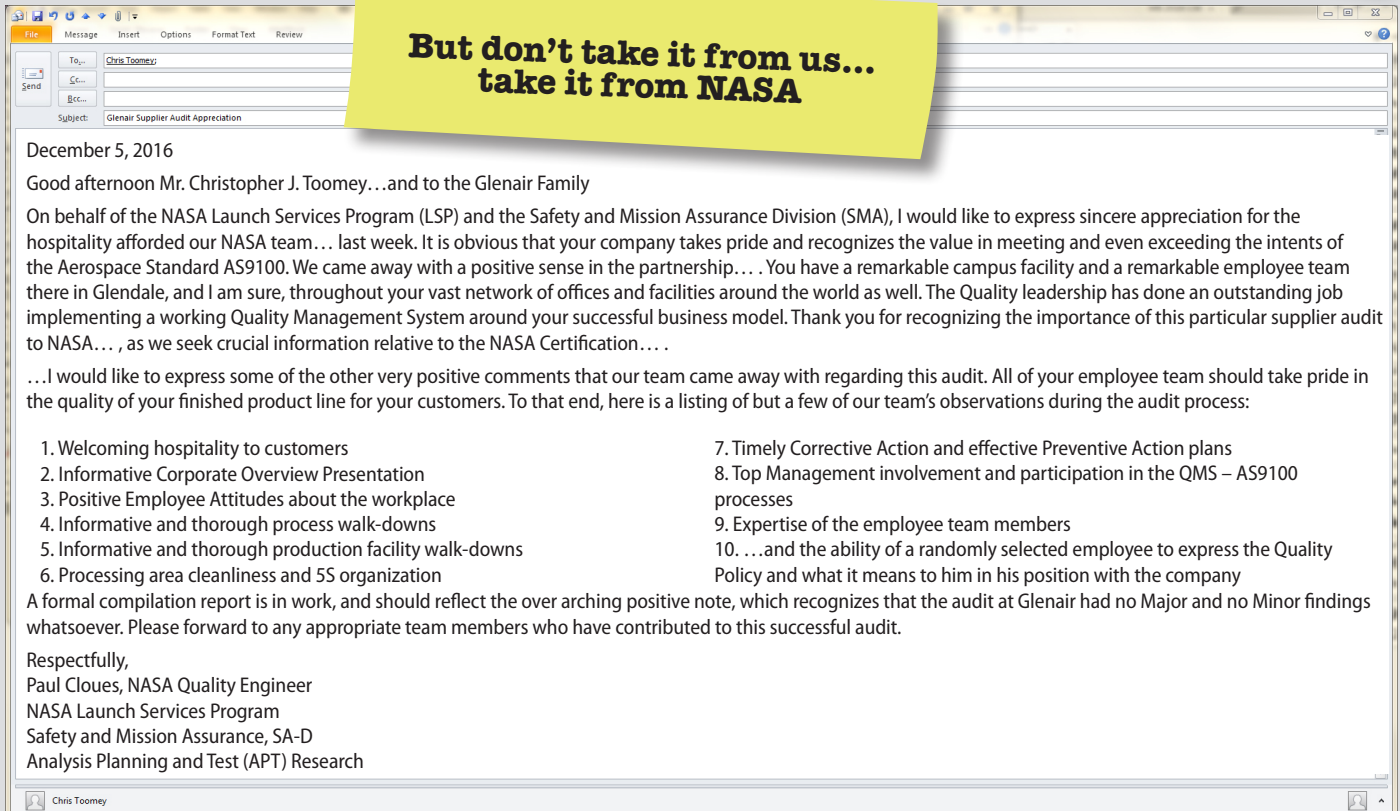 File Message Insert Options Format Text Review
But don't take it from us...
take it from NASA
To... Chris Toomey;
Cc...
Send
Bcc...
Subject: Glenair Supplier Audit Appreciation
December 5, 2016
Good afternoon Mr. Christopher J. Toomey…and to the Glenair Family
On behalf of the NASA Launch Services Program (LSP) and the Safety and Mission Assurance Division (SMA), I would like to express sincere appreciation for the
hospitality afforded our NASA team… last week. It is obvious that your company takes pride and recognizes the value in meeting and even exceeding the intents of
the Aerospace Standard AS9100. We came away with a positive sense in the partnership… . You have a remarkable campus facility and a remarkable employee team
there in Glendale, and I am sure, throughout your vast network of offices and facilities around the world as well. The Quality leadership has done an outstanding job
implementing a working Quality Management System around your successful business model. Thank you for recognizing the importance of this particular supplier audit
to NASA… , as we seek crucial information relative to the NASA Certification… .
…I would like to express some of the other very positive comments that our team came away with regarding this audit. All of your employee team should take pride in
the quality of your finished product line for your customers. To that end, here is a listing of but a few of our team's observations during the audit process:
1. Welcoming hospitality to customers
2. Informative Corporate Overview Presentation
3. Positive Employee Attitudes about the workplace
4. Informative and thorough process walk-downs
5. Informative and thorough production facility walk-downs
6. Processing area cleanliness and 5S organization
7. Timely Corrective Action and effective Preventive Action plans
8. Top Management involvement and participation in the QMS – AS9100
processes
9. Expertise of the employee team members
10. …and the ability of a randomly selected employee to express the Quality
Policy and what it means to him in his position with the company
A formal compilation report is in work, and should reflect the over arching positive note, which recognizes that the audit at Glenair had no Major and no Minor findings
whatsoever. Please forward to any appropriate team members who have contributed to this successful audit.
Respectfully,
Paul Cloues, NASA Quality Engineer
NASA Launch Services Program
Safety and Mission Assurance, SA-D
Analysis Planning and Test (APT) Research
Chris Toomey